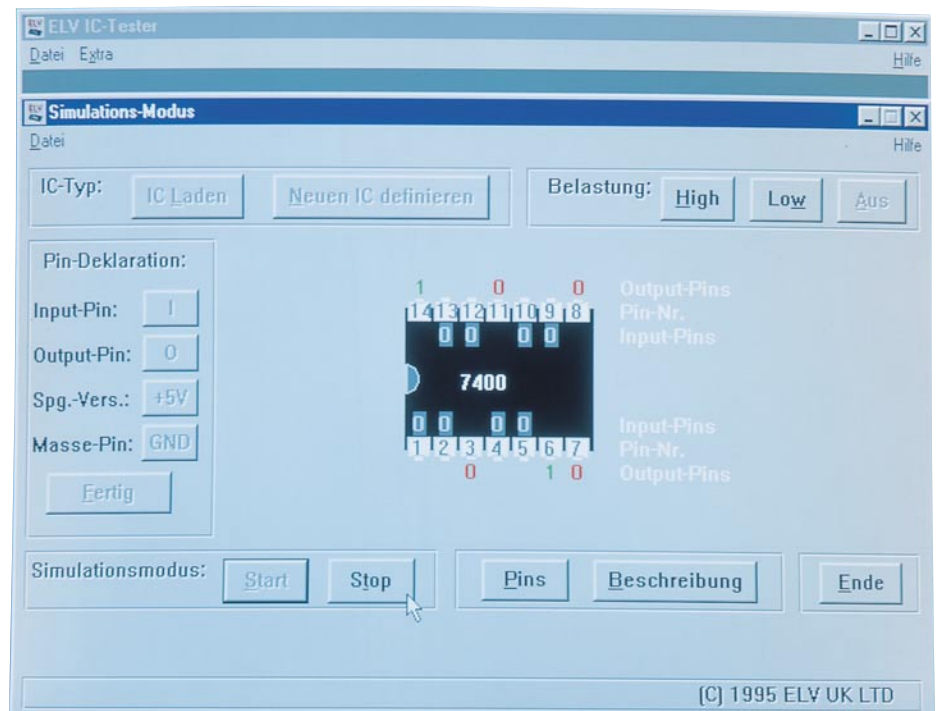 ELV IC-Tester
Datei Extra Hilfe
Simulations-Modus
Datei Hilfe
IC-Typ: IC Laden Neuen IC definieren Belastung: High Low Aus
Pin-Deklaration:
Input-Pin: I
Output-Pin: O
Spg.-Vers.: +5V
Masse-Pin: GND
Fertig
1 0 0 Output-Pins
14 13 12 11 10 9 8 Pin-Nr.
0 0 0 0 Input-Pins
7400
0 0 0 0 Input-Pins
1 2 3 4 5 6 7 Pin-Nr.
0 1 0 Output-Pins
Simulationsmodus: Start Stop Pins Beschreibung Ende
(C) 1995 ELV UK LTD